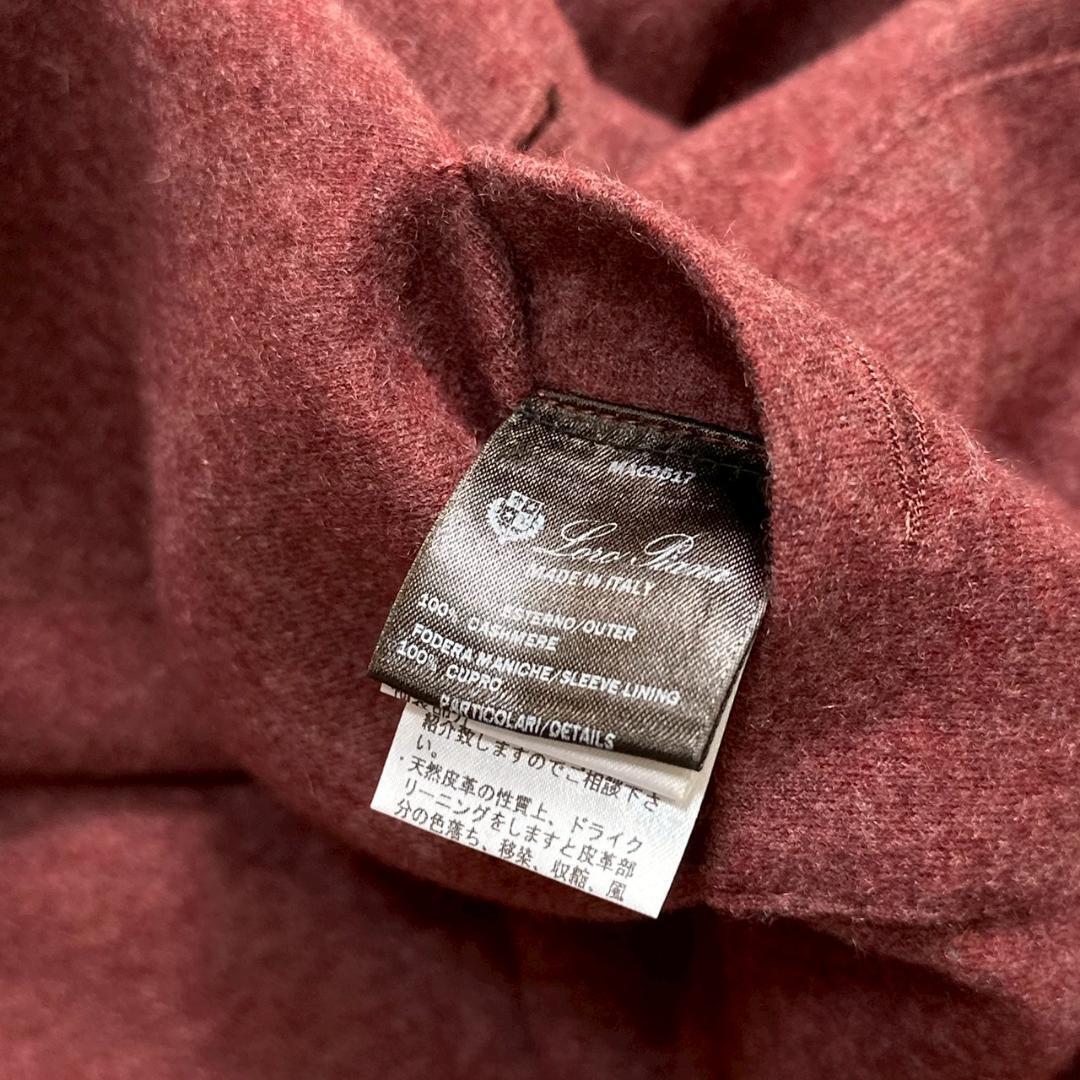 MAC3517
Loro Piana
MADE IN ITALY
ESTERNO/OUTER
100% CASHMERE
FODERA MANICHE/SLEEVE LINING
100% CUPRO
PARTICOLARI/DETAILS
紹介致しますのでご相談下さ
い。
・天然皮革の性質上、ドライク
リーニングをしますと皮革部
分の色落ち、移染、収縮、風